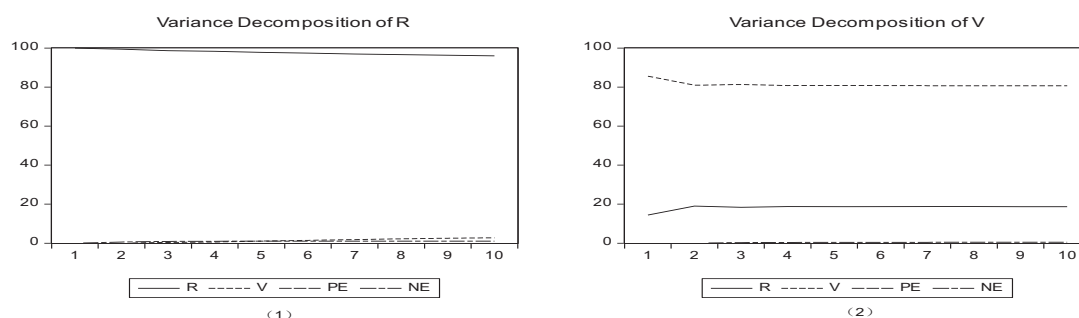 Variance Decomposition of R
100
80
60
40
20
0
1 2 3 4 5 6 7 8 9 10
R V PE NE
（1）
Variance Decomposition of V
100
80
60
40
20
0
1 2 3 4 5 6 7 8 9 10
R V PE NE
（2）